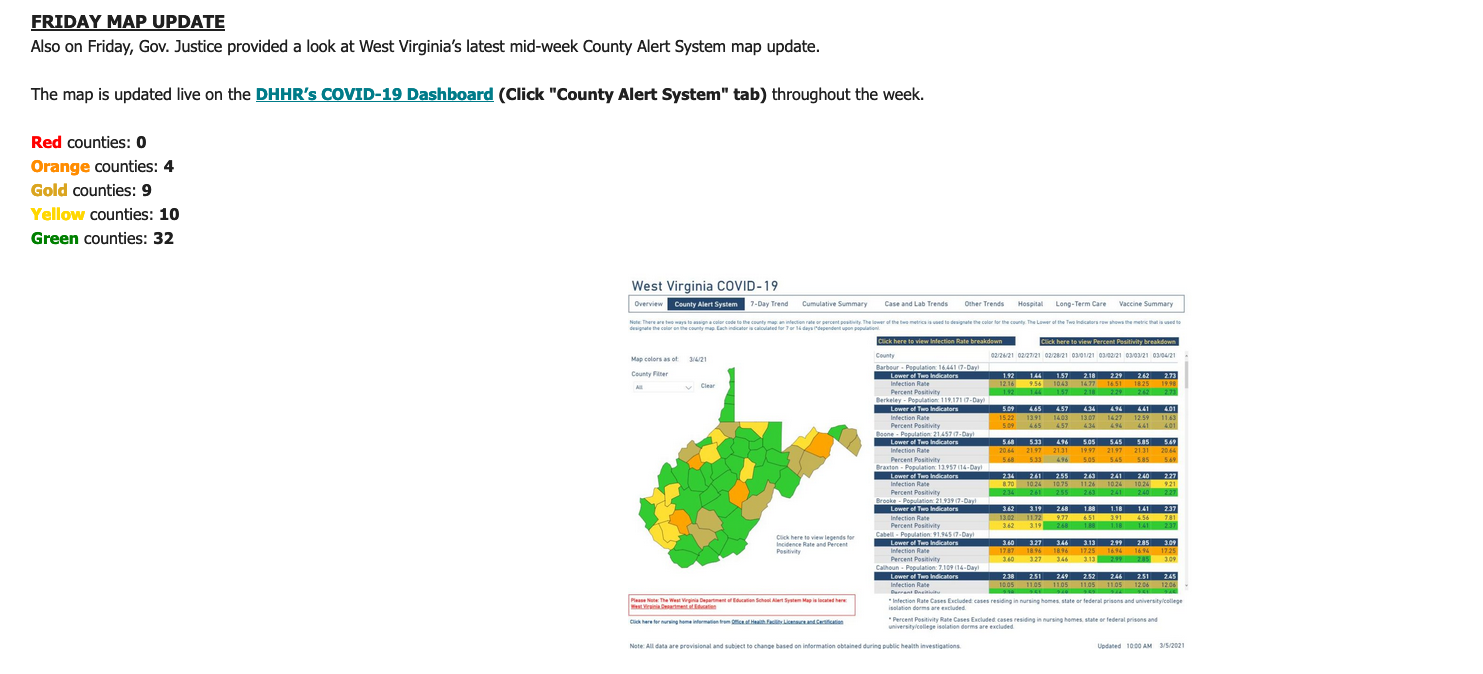 FRIDAY MAP UPDATE
Also on Friday, Gov. Justice provided a look at West Virginia’s latest mid-week County Alert System map update.
The map is updated live on the DHHR’s COVID-19 Dashboard (Click "County Alert System" tab) throughout the week.
Red counties: 0
Orange counties: 4
Gold counties: 9
Yellow counties: 10
Green counties: 32
West Virginia COVID-19
Overview County Alert System 7-Day Trend Cumulative Summary Case and Lab Trends Other Trends Hospital Long-Term Care Vaccine Summary
Note: There are two ways to assign a color code to the county map: an infection rate or percent positivity. The lower of the two metrics is used to designate the color for the county. The Lower of the Two Indicators row shows the metric that is used to
designate the color on the county map. Each indicator is calculated for 7 or 14 days (*dependent upon population)
Click here to view Infection Rate breakdown Click here to view Percent Positivity breakdown
Map colors as of 3/4/21
County Filter
All Clear
County 02/26/21 02/27/21 02/28/21 03/01/21 03/02/21 03/03/21 03/04/21
Barbour - Population: 16,441 (7-Day)
Lower of Two Indicators 1.92 1.44 1.57 2.18 2.29 2.62 2.73
Infection Rate 12.16 9.56 10.43 14.77 16.51 18.25 19.98
Percent Positivity 1.92 1.44 1.57 2.18 2.29 2.62 2.73
Berkeley - Population: 119,171 (7-Day)
Lower of Two Indicators 5.09 4.65 4.57 4.34 4.94 4.41 4.01
Infection Rate 15.22 13.91 14.03 13.07 14.27 12.59 11.63
Percent Positivity 5.09 4.65 4.57 4.34 4.94 4.41 4.01
Boone - Population: 21,457 (7-Day)
Lower of Two Indicators 5.68 5.33 4.96 5.05 5.45 5.85 5.69
Infection Rate 20.64 21.97 21.31 19.97 21.97 21.31 20.64
Percent Positivity 5.68 5.33 4.96 5.05 5.45 5.85 5.69
Braxton - Population: 13,957 (14-Day)
Lower of Two Indicators 2.34 2.61 2.55 2.63 2.41 2.40 2.27
Infection Rate 8.70 10.24 10.75 11.26 10.24 10.24 9.21
Percent Positivity 2.34 2.61 2.55 2.63 2.41 2.40 2.27
Brooke - Population: 21,939 (7-Day)
Lower of Two Indicators 3.62 3.19 2.68 1.88 1.18 1.41 2.37
Infection Rate 13.02 11.72 9.77 6.51 3.91 4.56 7.81
Percent Positivity 3.62 3.19 2.68 1.88 1.18 1.41 2.37
Cabell - Population: 91,945 (7-Day)
Lower of Two Indicators 3.60 3.27 3.46 3.13 2.99 2.85 3.09
Infection Rate 17.87 18.96 18.96 17.25 16.94 16.94 17.25
Percent Positivity 3.60 3.27 3.46 3.13 2.99 2.85 3.09
Calhoun - Population: 7,109 (14-Day)
Lower of Two Indicators 2.38 2.51 2.49 2.52 2.46 2.51 2.45
Infection Rate 10.05 11.05 11.05 11.05 11.05 12.06 12.06
Click here to view legends for
Incidence Rate and Percent
Positivity
Please Note: The West Virginia Department of Education School Alert System Map is located here:
West Virginia Department of Education
Click here for nursing home information from Office of Health Facility Licensure and Certification
* Infection Rate Cases Excluded: cases residing in nursing homes, state or federal prisons and university/college
isolation dorms are excluded.
* Percent Positivity Rate Cases Excluded: cases residing in nursing homes, state or federal prisons and
university/college isolation dorms are excluded.
Note: All data are provisional and subject to change based on information obtained during public health investigations.
Updated 10:00 AM 3/5/2021